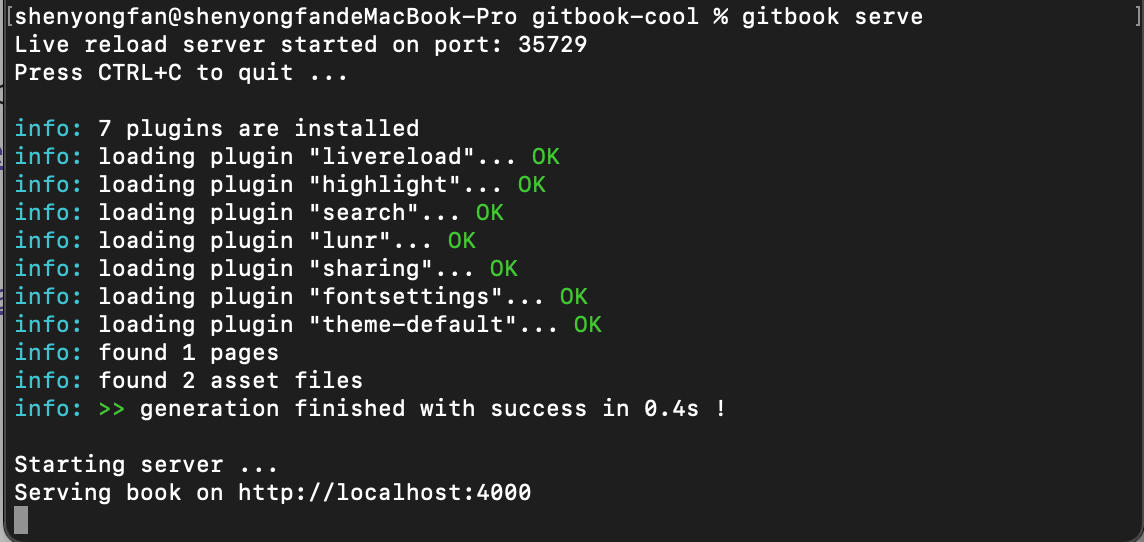 [shenyongfan@shenyongfandeMacBook-Pro gitbook-cool % gitbook serve ]
Live reload server started on port: 35729
Press CTRL+C to quit ...
info: 7 plugins are installed
info: loading plugin "livereload"... OK
info: loading plugin "highlight"... OK
info: loading plugin "search"... OK
info: loading plugin "lunr"... OK
info: loading plugin "sharing"... OK
info: loading plugin "fontsettings"... OK
info: loading plugin "theme-default"... OK
info: found 1 pages
info: found 2 asset files
info: >> generation finished with success in 0.4s !
Starting server ...
Serving book on http://localhost:4000